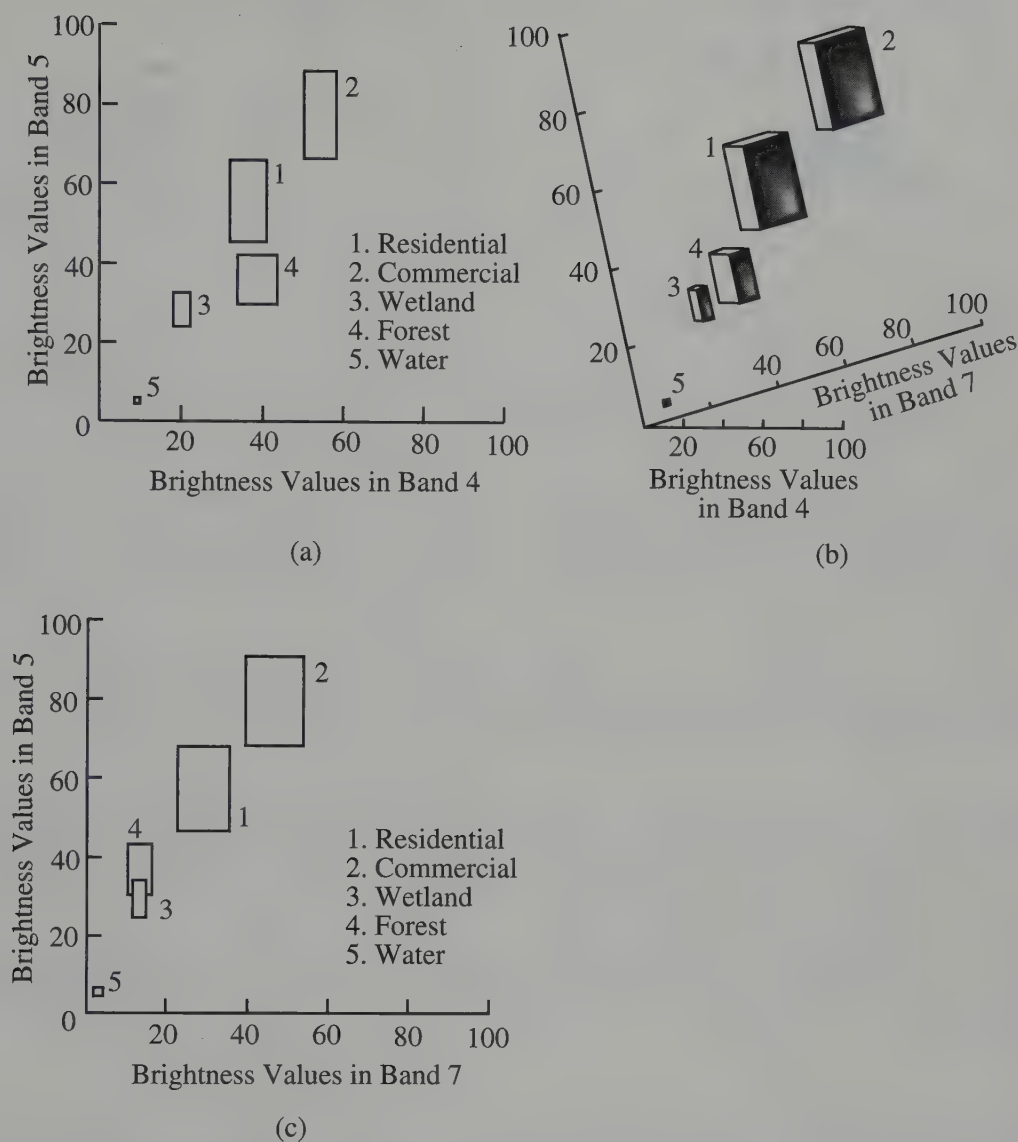 100
80
60
40
20
0
Brightness Values in Band 5
20 40 60 80 100
Brightness Values in Band 4
1
2
3
4
5
1. Residential
2. Commercial
3. Wetland
4. Forest
5. Water
(a)
100
80
60
40
20
1
2
3
4
5
40 60 80 100
Brightness Values
in Band 7
20 40 60 80 100
Brightness Values
in Band 4
(b)
100
80
60
40
20
0
Brightness Values in Band 5
2
1
4
3
5
1. Residential
2. Commercial
3. Wetland
4. Forest
5. Water
20 40 60 80 100
Brightness Values in Band 7
(c)